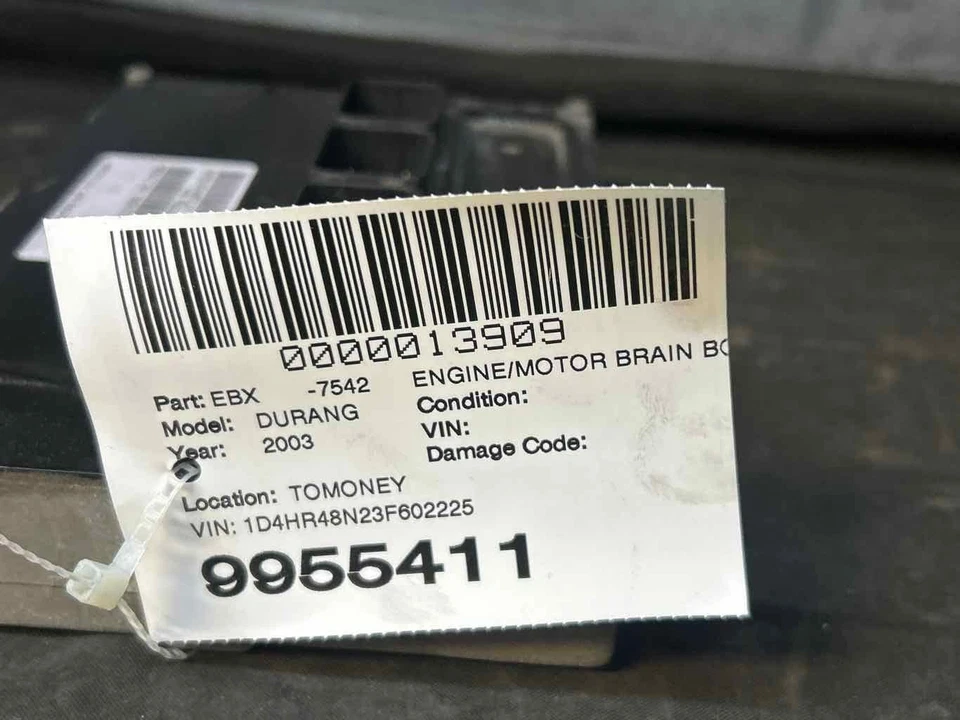 0000013909
Part: EBX -7542 ENGINE/MOTOR BRAIN BO
Model: DURANG Condition:
Year: 2003 VIN:
Damage Code:
Location: TOMONEY
VIN: 1D4HR48N23F602225
9955411